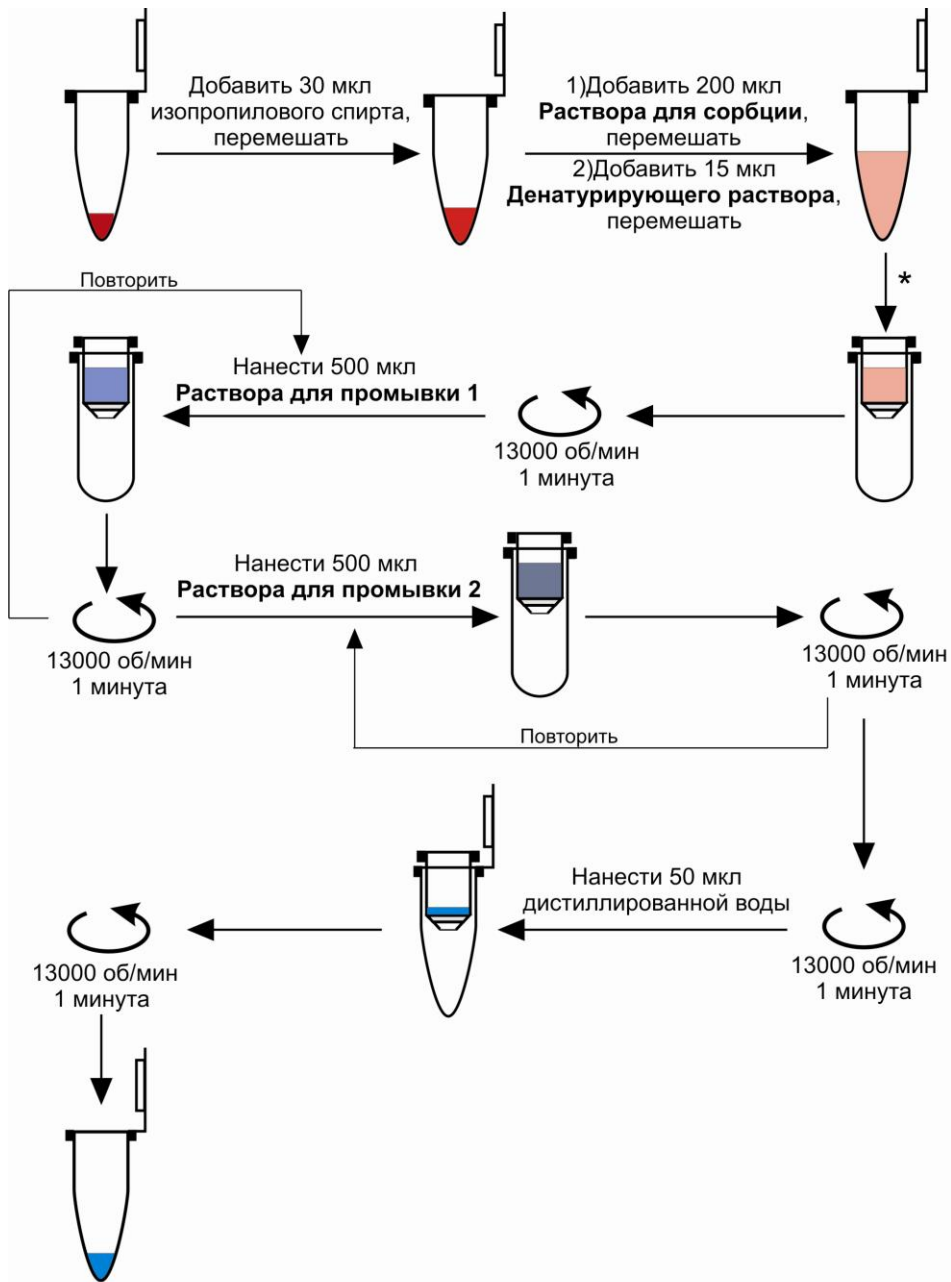 Добавить 30 мкл
изопропилового спирта,
перемешать
1)Добавить 200 мкл
Раствора для сорбции,
перемешать
2)Добавить 15 мкл
Денатурирующего раствора,
перемешать
*
Повторить
Нанести 500 мкл
Раствора для промывки 1
13000 об/мин
1 минута
Нанести 500 мкл
Раствора для промывки 2
13000 об/мин
1 минута
13000 об/мин
1 минута
Повторить
Нанести 50 мкл
дистиллированной воды
13000 об/мин
1 минута
13000 об/мин
1 минута